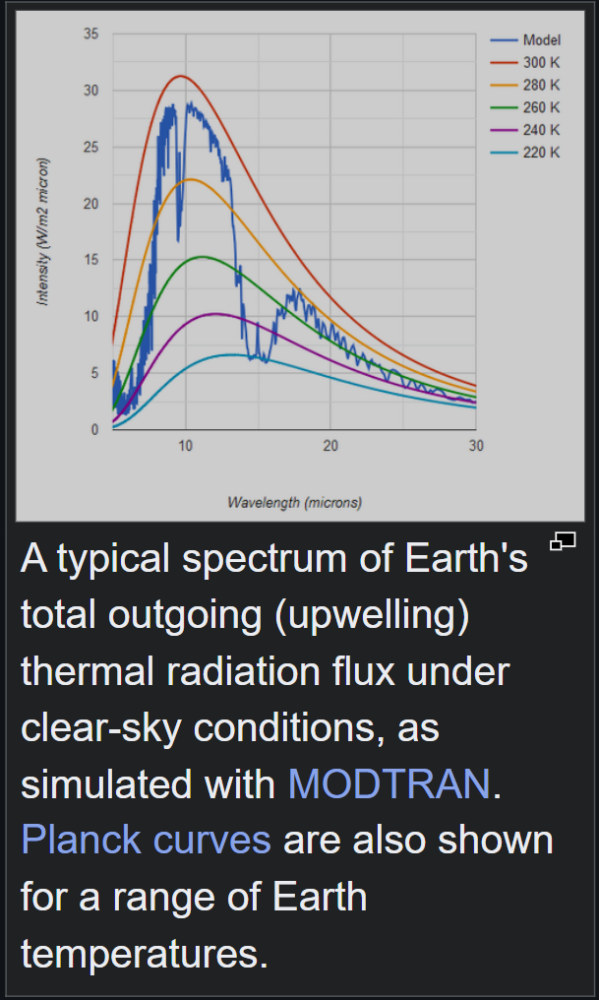 35
30
25
20
15
10
5
0
10
20
30
Intensity (W/m2 micron)
Wavelength (microns)
Model
300 K
280 K
260 K
240 K
220 K
A typical spectrum of Earth's
total outgoing (upwelling)
thermal radiation flux under
clear-sky conditions, as
simulated with MODTRAN.
Planck curves are also shown
for a range of Earth
temperatures.